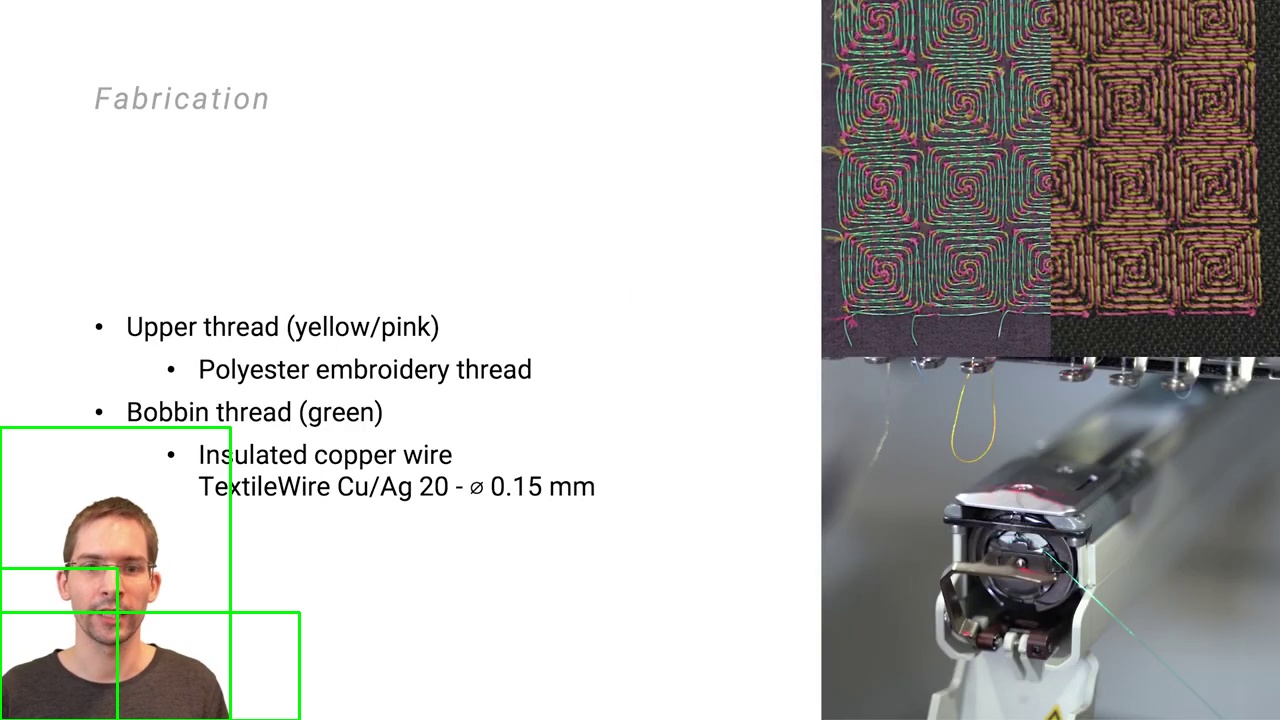 Fabrication
• Upper thread (yellow/pink)
• Polyester embroidery thread
• Bobbin thread (green)
• Insulated copper wire
TextileWire Cu/Ag 20 - ⌀ 0.15 mm